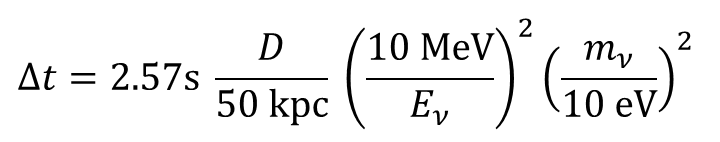 Δt = 2.57s D/50 kpc (10 MeV/E_ν)^2 (m_ν/10 eV)^2